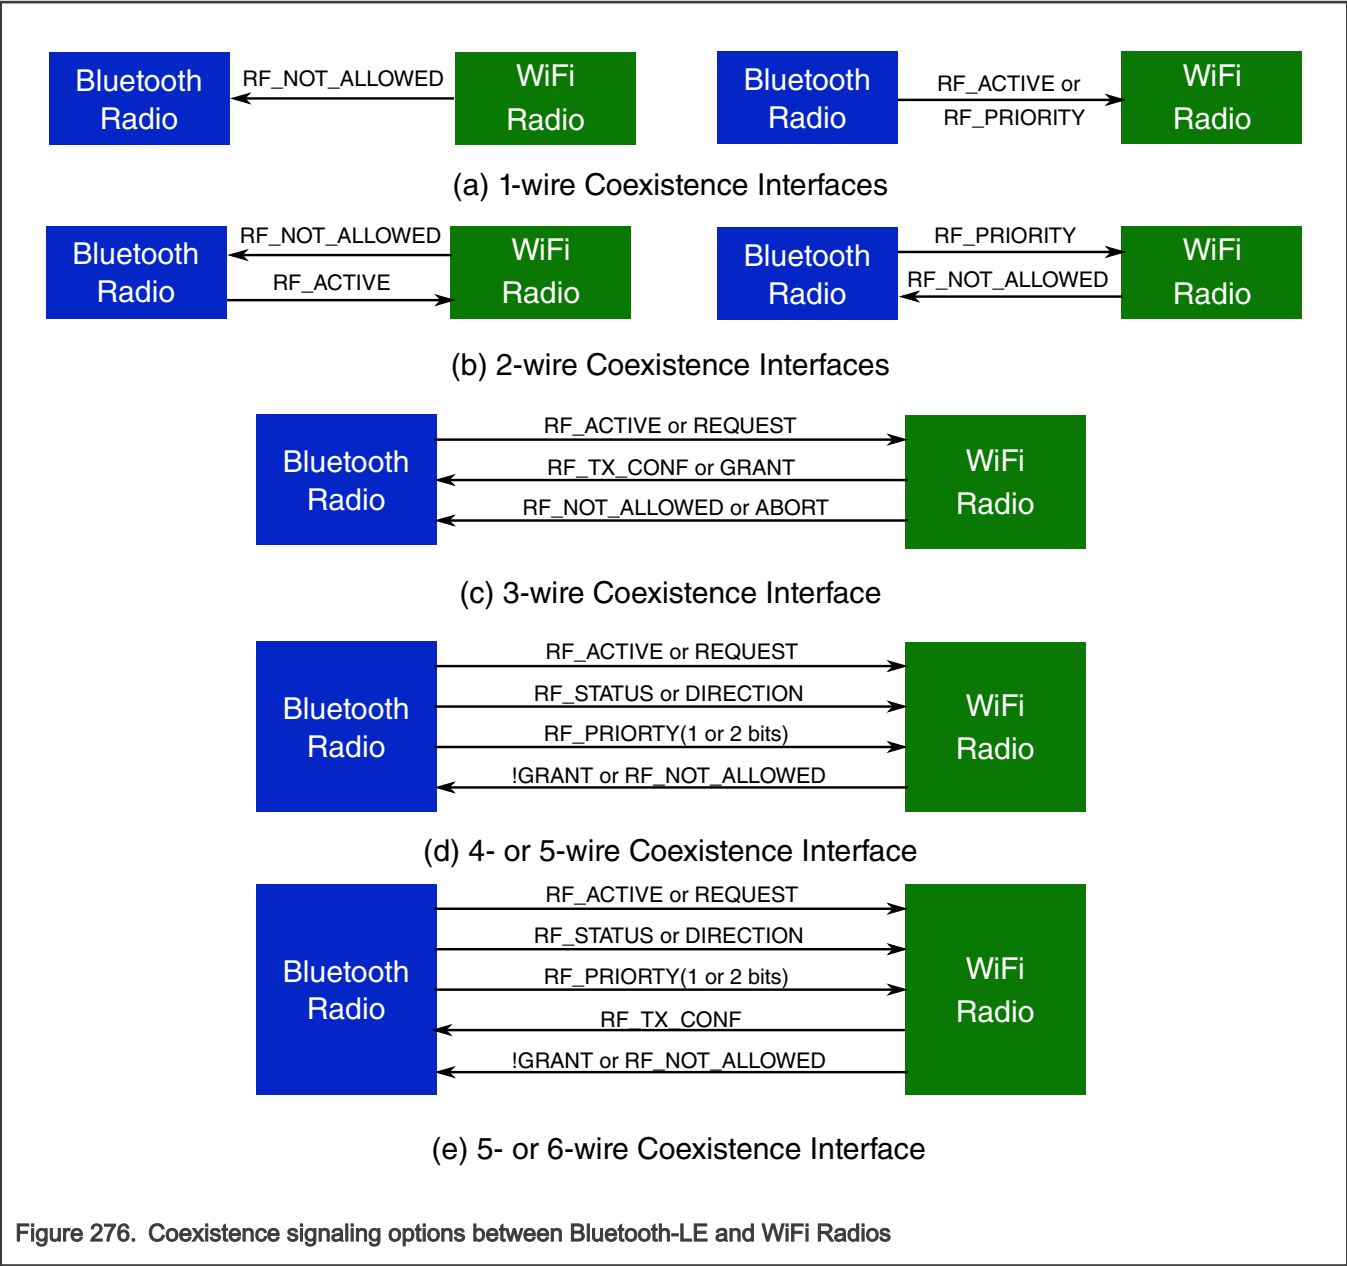 Bluetooth
Radio
RF_NOT_ALLOWED
WiFi
Radio
Bluetooth
Radio
RF_ACTIVE or
RF_PRIORITY
WiFi
Radio
(a) 1-wire Coexistence Interfaces
Bluetooth
Radio
RF_NOT_ALLOWED
RF_ACTIVE
WiFi
Radio
Bluetooth
Radio
RF_PRIORITY
RF_NOT_ALLOWED
WiFi
Radio
(b) 2-wire Coexistence Interfaces
Bluetooth
Radio
RF_ACTIVE or REQUEST
RF_TX_CONF or GRANT
RF_NOT_ALLOWED or ABORT
WiFi
Radio
(c) 3-wire Coexistence Interface
Bluetooth
Radio
RF_ACTIVE or REQUEST
RF_STATUS or DIRECTION
RF_PRIORTY(1 or 2 bits)
!GRANT or RF_NOT_ALLOWED
WiFi
Radio
(d) 4- or 5-wire Coexistence Interface
Bluetooth
Radio
RF_ACTIVE or REQUEST
RF_STATUS or DIRECTION
RF_PRIORTY(1 or 2 bits)
RF_TX_CONF
!GRANT or RF_NOT_ALLOWED
WiFi
Radio
(e) 5- or 6-wire Coexistence Interface
Figure 276. Coexistence signaling options between Bluetooth-LE and WiFi Radios